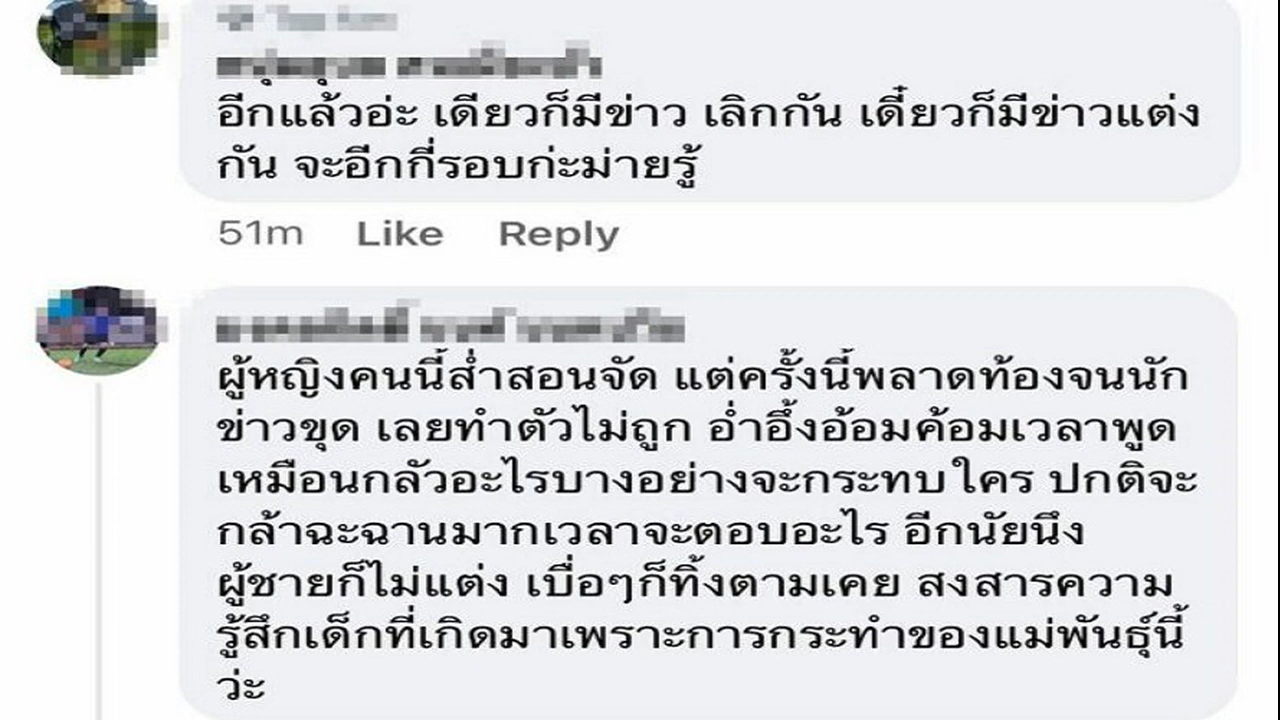 อีกแล้วอ่ะ เดียวก็มีข่าว เลิกกัน เดี๋ยวก็มีข่าวแต่ง
กัน จะอีกกี่รอบก่ะม่ายรู้
51m Like Reply
ผู้หญิงคนนี้ส่ำสอนจัด แต่ครั้งนี้พลาดท้องจนนัก
ข่าวขุด เลยทำตัวไม่ถูก อ่ำอึ้งอ้อมค้อมเวลาพูด
เหมือนกลัวอะไรบางอย่างจะกระทบ ใคร ปกติจะ
กล้าฉะฉานมากเวลาจะตอบอะไร อีกนัยนึง
ผู้ชายก็ไม่แต่ง เบื่อๆก็ทิ้งตามเคย สงสารความ
รู้สึกเด็กที่เกิดมาเพราะการกระทำของแม่พันธุ์นี้
ว่ะ